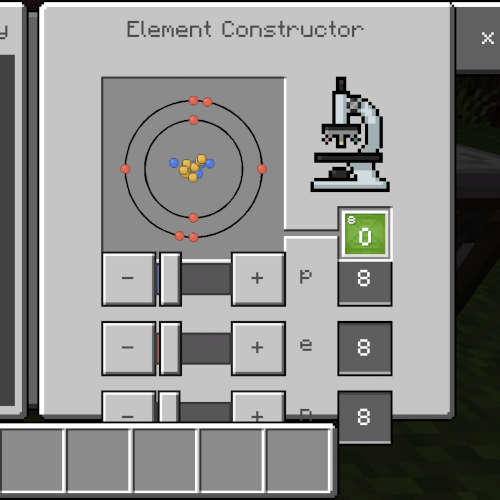 y
Element Constructor
x
8
O
- + p 8
- + e 8
- + n 8